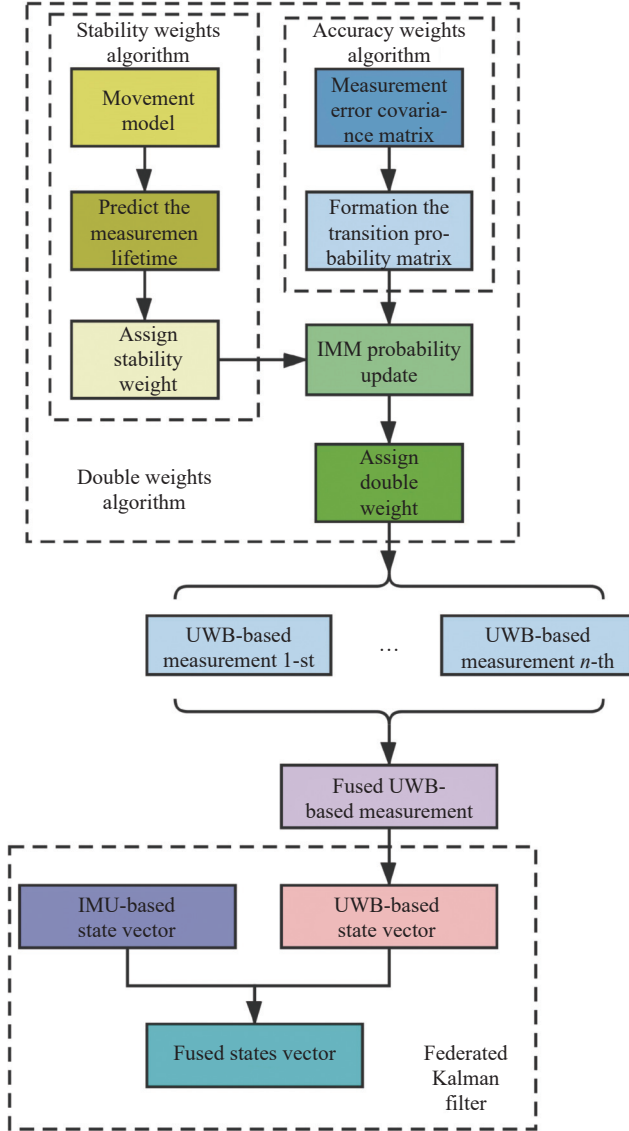 Stability weights
algorithm
Movement
model
Predict the
measuremen
lifetime
Assign
stability
weight
Accuracy weights
algorithm
Measurement
error covaria-
nce matrix
Formation the
transition pro-
bability matrix
IMM probability
update
Assign
double
weight
Double weights
algorithm
UWB-based
measurement 1-st
...
UWB-based
measurement n-th
Fused UWB-
based measurement
IMU-based
state vector
UWB-based
state vector
Fused states vector
Federated
Kalman
filter